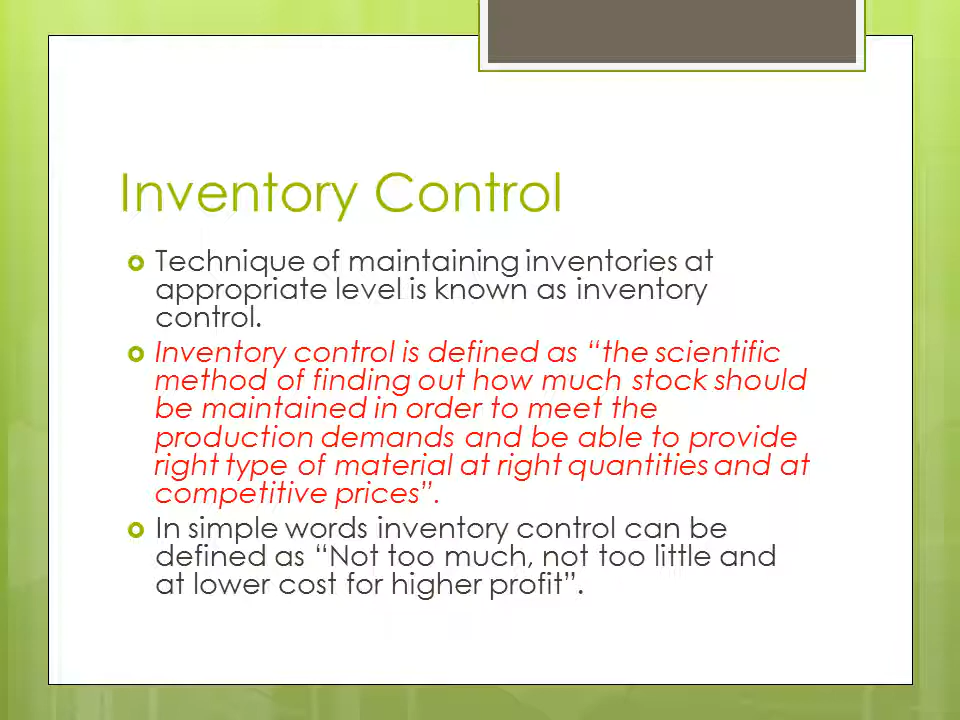 Inventory Control
Technique of maintaining inventories at
appropriate level is known as inventory
control.
Inventory control is defined as “the scientific
method of finding out how much stock should
be maintained in order to meet the
production demands and be able to provide
right type of material at right quantities and at
competitive prices”.
In simple words inventory control can be
defined as “Not too much, not too little and
at lower cost for higher profit”.